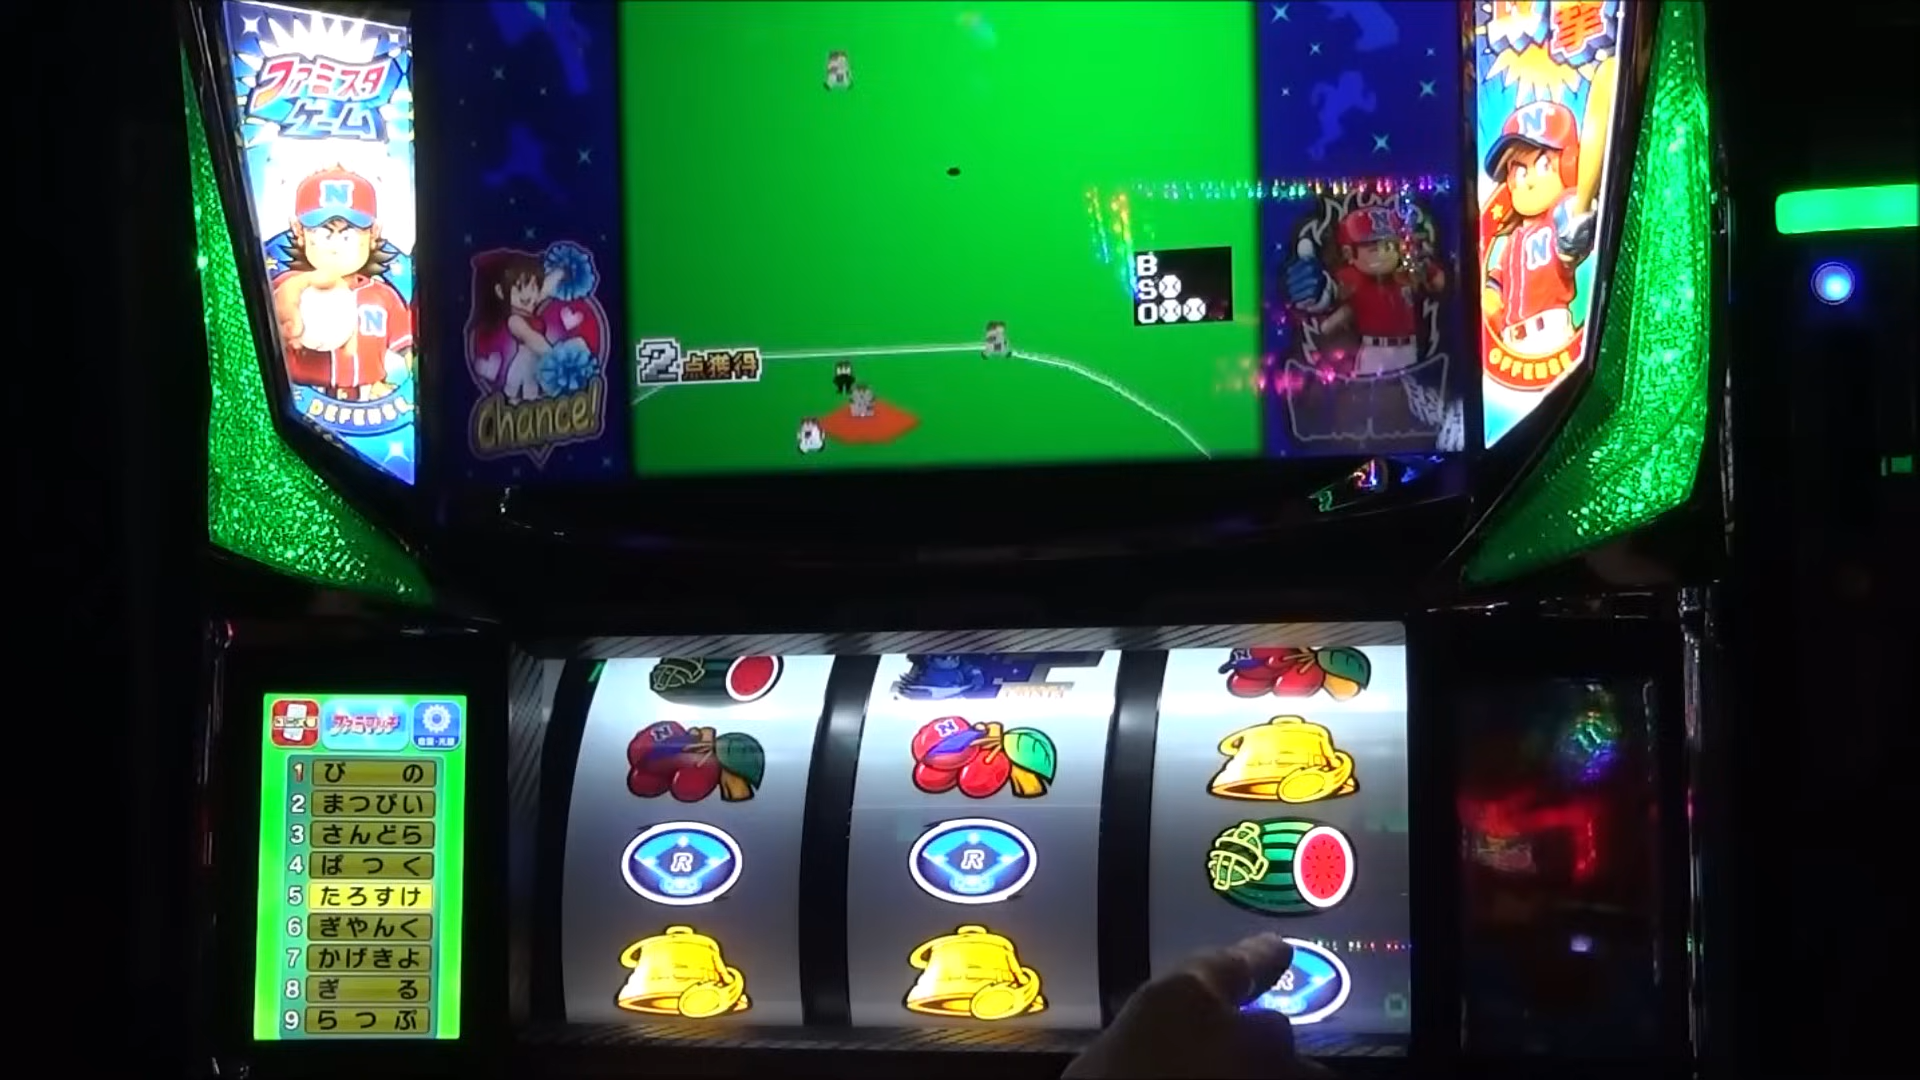 ファミスタ
ゲーム
N
N
DEFENSE
Chance!
2点獲得
B
S
O
撃
N
N
OFFENSE
N
N
N
R
R
R
ファミマッチ
1 び の
2 まつびい
3 さんどら
4 ぱつく
5 たろすけ
6 ぎやんく
7 かげきよ
8 ぎ る
9 らつぷ